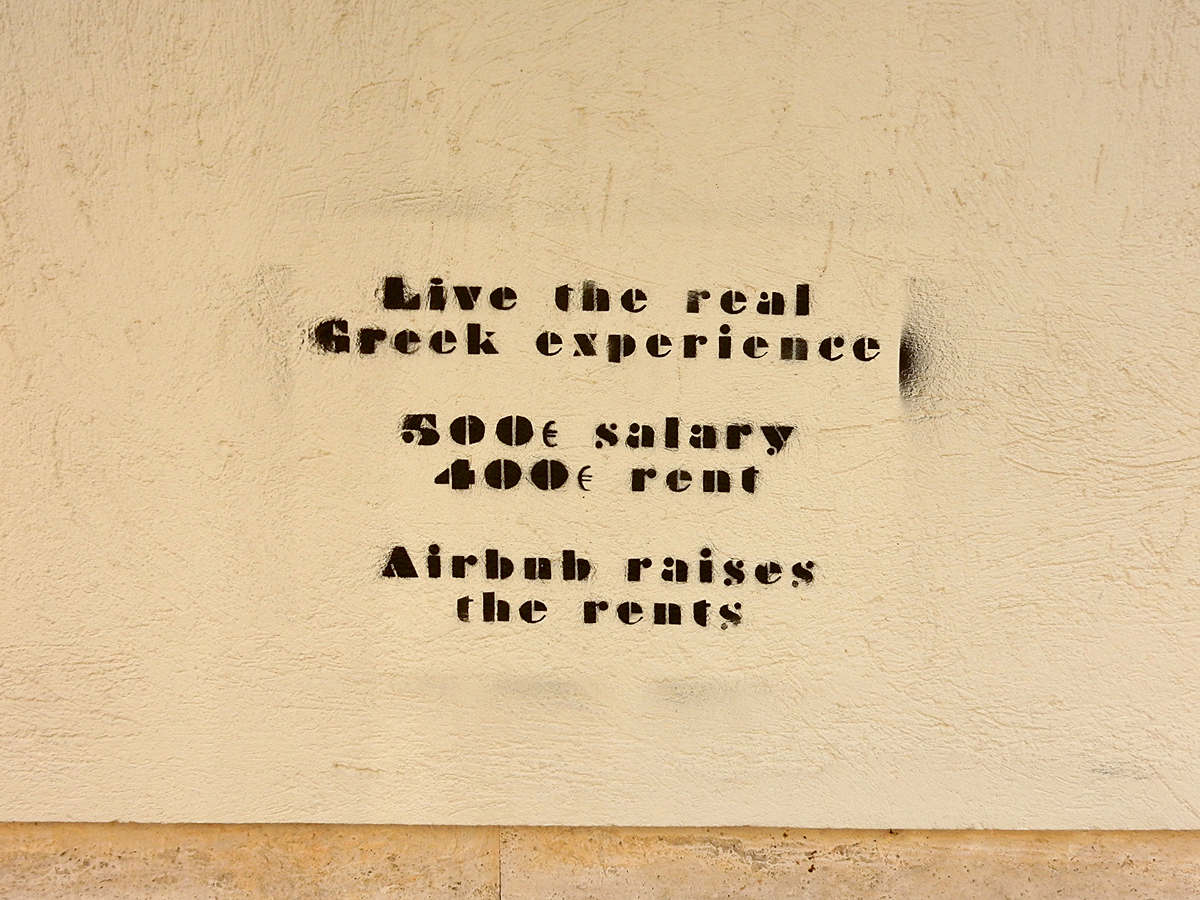 Live the real
Greek experience
500€ salary
400€ rent
Airbnb raises
the rents